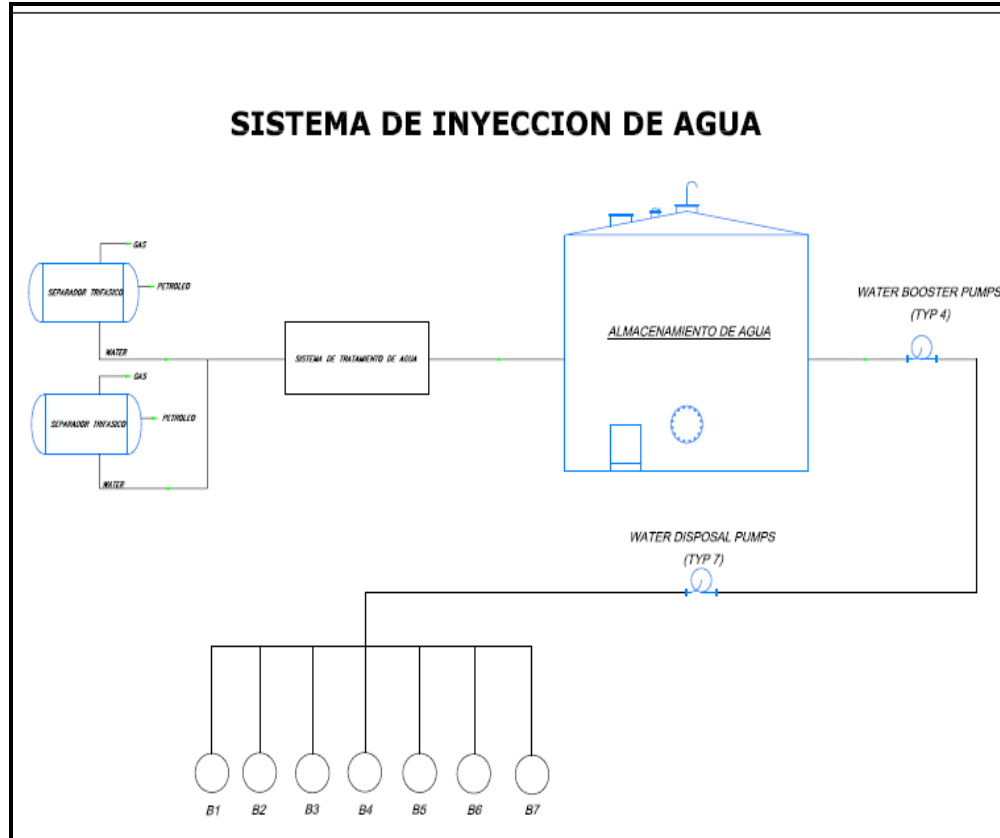 SISTEMA DE INYECCION DE AGUA
GAS
SEPARADOR TRIFASICO
PETROLEO
WATER
GAS
SEPARADOR TRIFASICO
PETROLEO
WATER
SISTEMA DE TRATAMIENTO DE AGUA
ALMACENAMIENTO DE AGUA
WATER BOOSTER PUMPS
(TYP 4)
WATER DISPOSAL PUMPS
(TYP 7)
B1 B2 B3 B4 B5 B6 B7